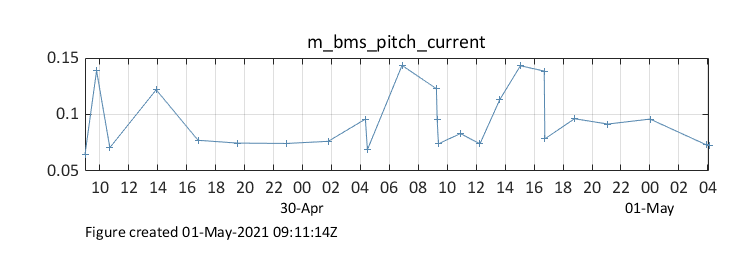 m_bms_pitch_current
0.15
0.1
0.05
10 12 14 16 18 20 22 00 02 04 06 08 10 12 14 16 18 20 22 00 02 04
30-Apr 01-May
Figure created 01-May-2021 09:11:14Z